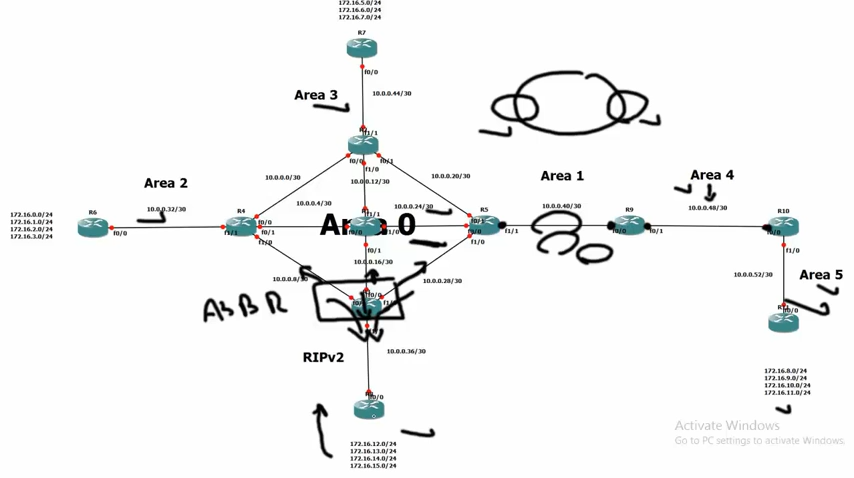 172.16.5.0/24
172.16.6.0/24
172.16.7.0/24
R7
f0/0
Area 3
10.0.0.44/30
f1/1
f0/0
f0/1
f1/0
10.0.0.0/30
10.0.0.12/30
10.0.0.20/30
Area 2
Area 1
Area 4
10.0.0.32/30
10.0.0.4/30
10.0.0.24/30
10.0.0.40/30
10.0.0.48/30
172.16.0.0/24
172.16.1.0/24
172.16.2.0/24
172.16.3.0/24
R6
R4
R5
R9
R10
f0/0
f1/1
f0/0
f0/1
f1/0
Area 0
f1/1
f0/0
f0/1
f0/1
f0/0
f1/0
f1/1
f0/0
f0/1
f0/0
f1/0
10.0.0.16/30
10.0.0.8/30
10.0.0.28/30
10.0.0.52/30
Area 5
ASBR
f0/0
f0/0
RIPv2
10.0.0.36/30
f0/0
172.16.8.0/24
172.16.9.0/24
172.16.10.0/24
172.16.11.0/24
172.16.12.0/24
172.16.13.0/24
172.16.14.0/24
172.16.15.0/24
Activate Windows
Go to PC settings to activate Windows.